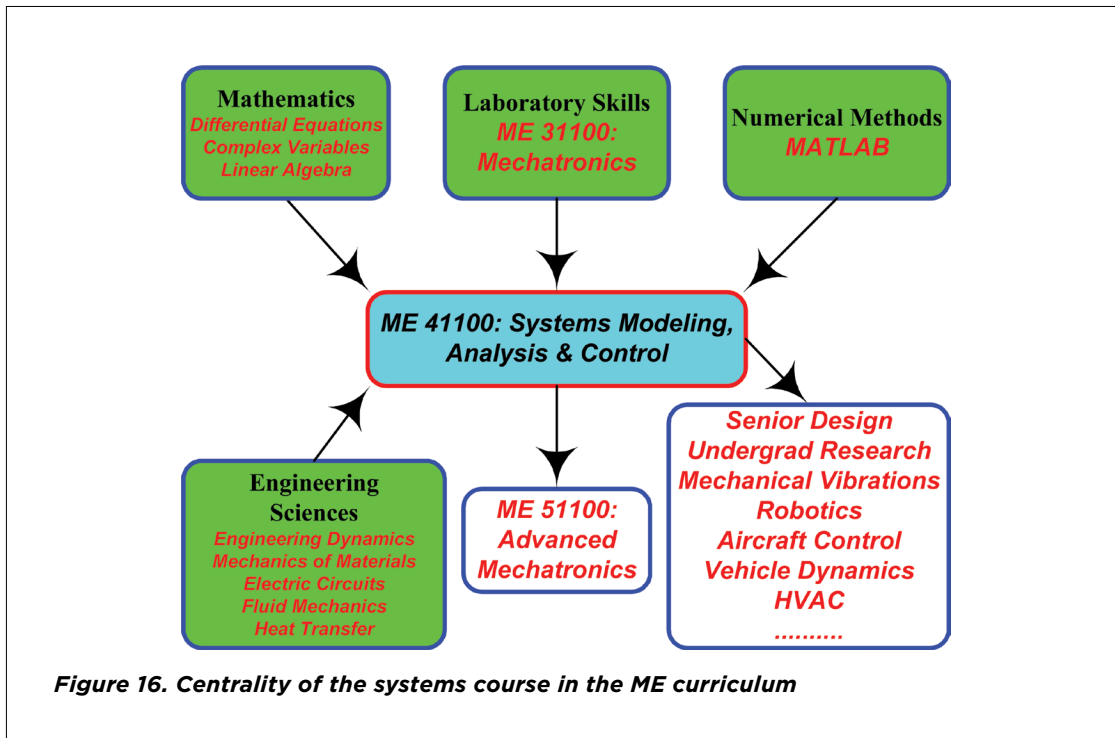 Mathematics
Differential Equations
Complex Variables
Linear Algebra
Laboratory Skills
ME 31100:
Mechatronics
Numerical Methods
MATLAB
ME 41100: Systems Modeling,
Analysis & Control
Engineering
Sciences
Engineering Dynamics
Mechanics of Materials
Electric Circuits
Fluid Mechanics
Heat Transfer
ME 51100:
Advanced
Mechatronics
Senior Design
Undergrad Research
Mechanical Vibrations
Robotics
Aircraft Control
Vehicle Dynamics
HVAC
..........
Figure 16. Centrality of the systems course in the ME curriculum